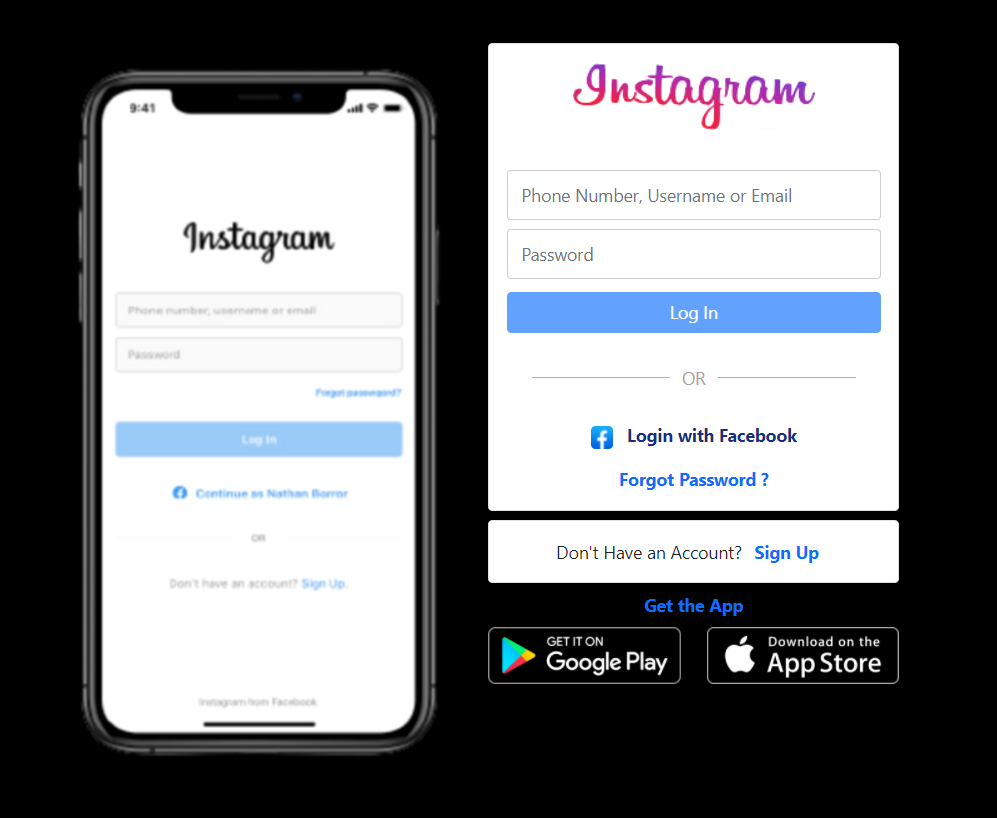 9:41
Instagram
Phone number, username or email
Password
Forgot password?
Log In
Continue as Nathan Borror
OR
Don't have an account? Sign Up.
Instagram from Facebook
Instagram
Phone Number, Username or Email
Password
Log In
OR
Login with Facebook
Forgot Password ?
Don't Have an Account? Sign Up
Get the App
GET IT ON
Google Play
Download on the
App Store